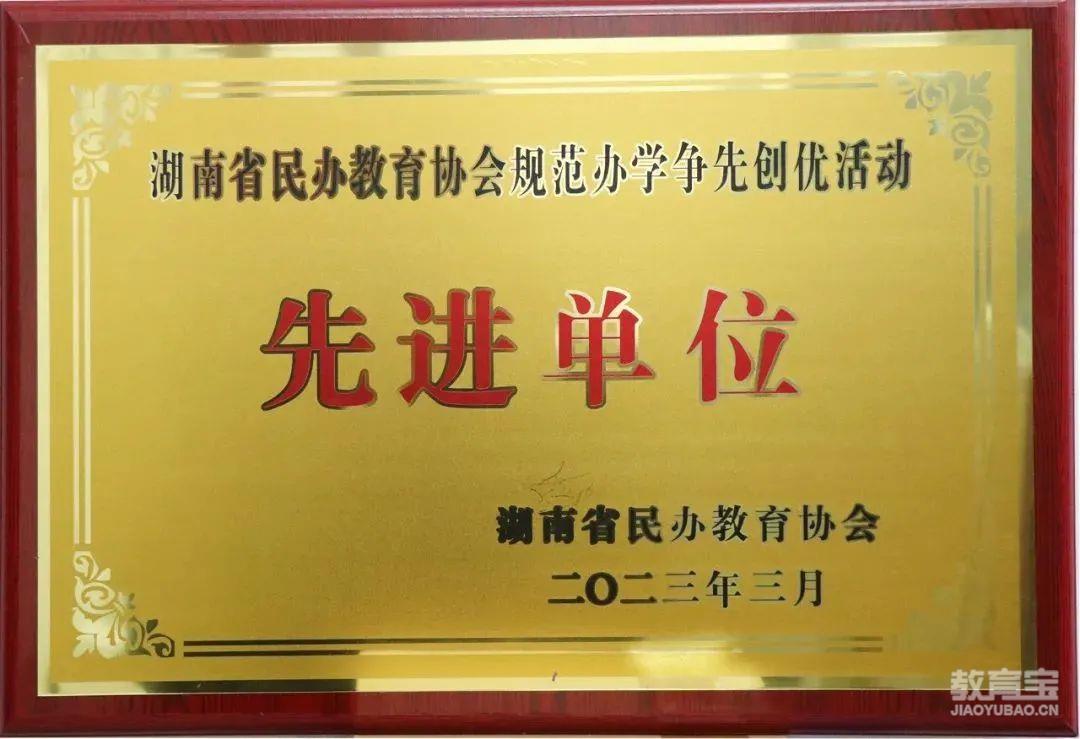 湖南省民办教育协会规范办学争先创优活动
先进单位
湖南省民办教育协会
二〇二三年三月
教育宝
JIAOYUBAO.CN